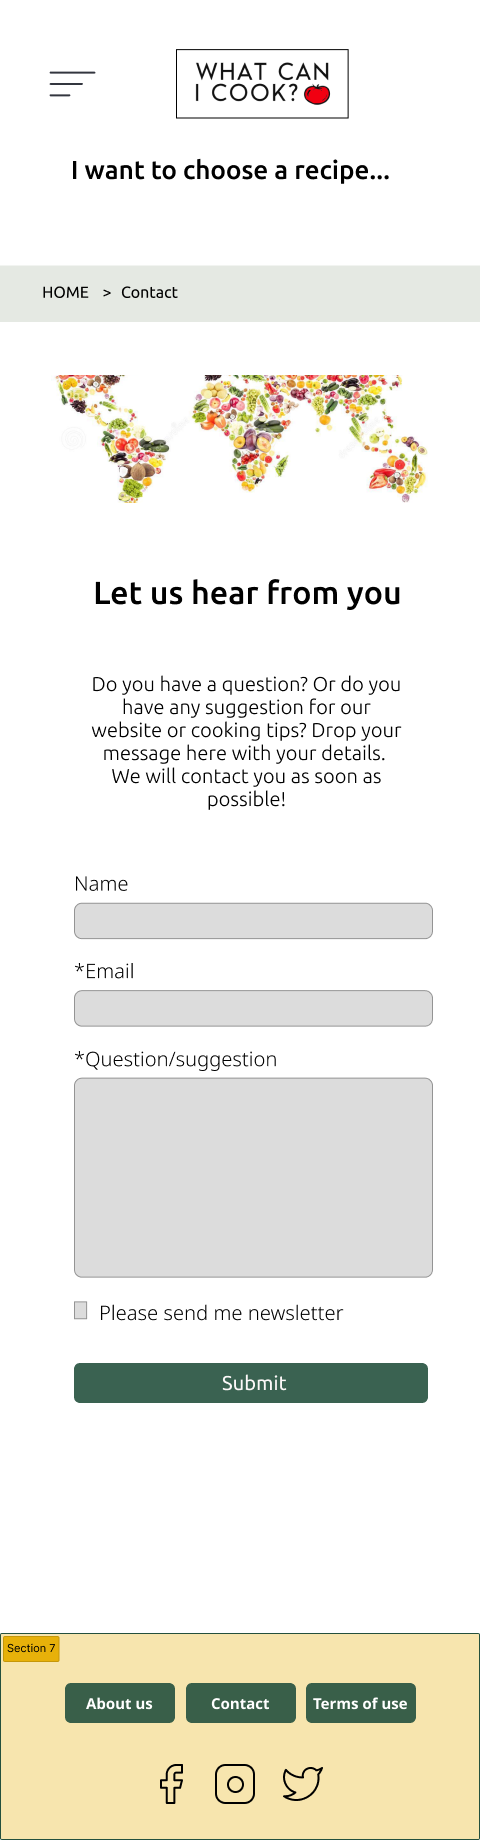 WHAT CAN
I COOK?
I want to choose a recipe...
HOME > Contact
Let us hear from you
Do you have a question? Or do you
have any suggestion for our
website or cooking tips? Drop your
message here with your details.
We will contact you as soon as
possible!
Name
*Email
*Question/suggestion
Please send me newsletter
Submit
Section 7
About us
Contact
Terms of use